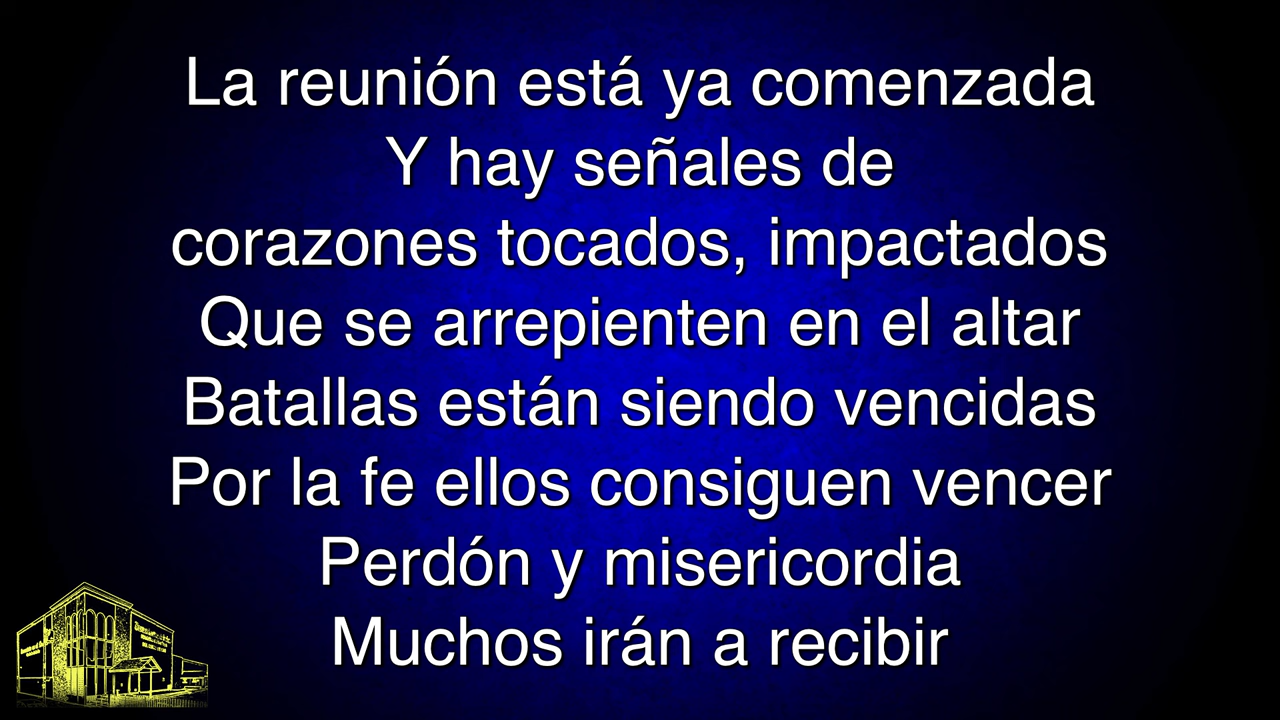 La reunión está ya comenzada
Y hay señales de
corazones tocados, impactados
Que se arrepienten en el altar
Batallas están siendo vencidas
Por la fe ellos consiguen vencer
Perdón y misericordia
Muchos irán a recibir